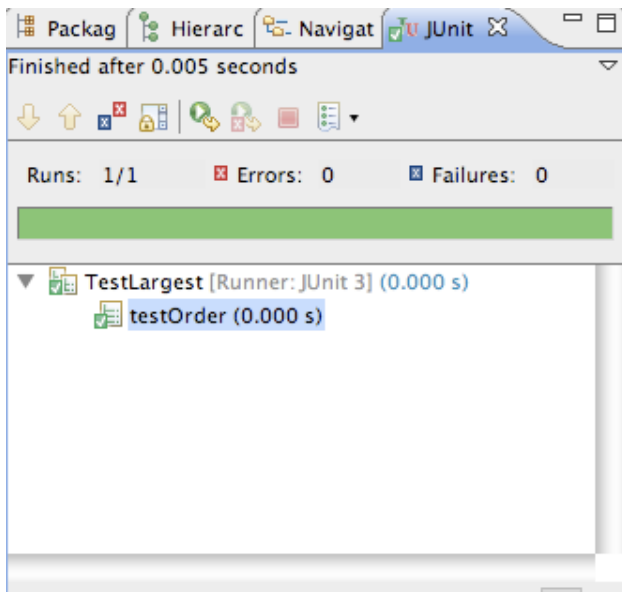 Packag Hierarc Navigat JUnit
Finished after 0.005 seconds
Runs: 1/1 Errors: 0 Failures: 0
TestLargest [Runner: JUnit 3] (0.000 s)
testOrder (0.000 s)